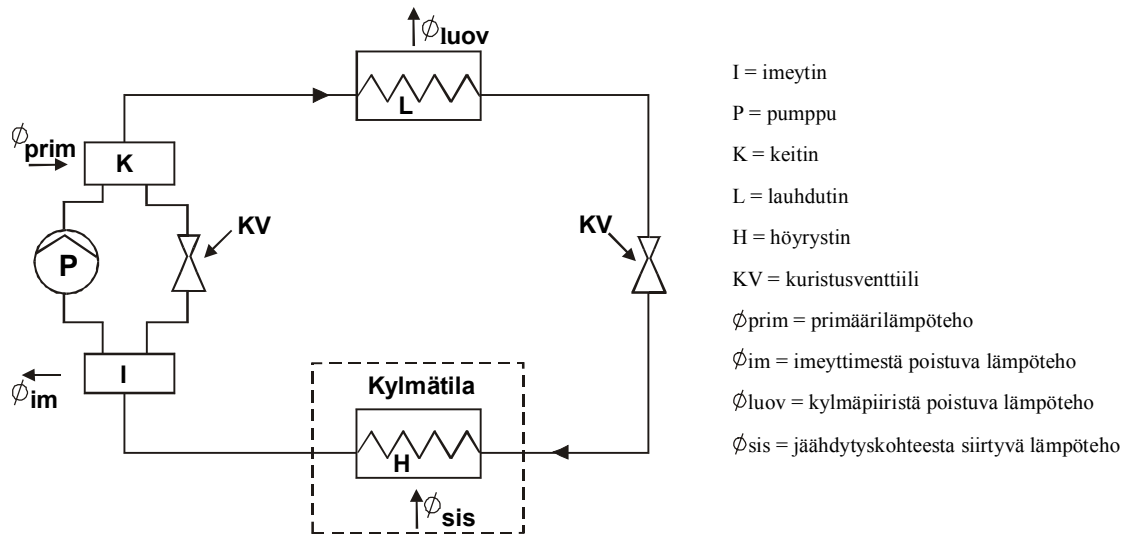 ϕluov
L
ϕprim
K
KV
P
KV
I
ϕim
Kylmätila
H
ϕsis
I = imeytin
P = pumppu
K = keitin
L = lauhdutin
H = höyrystin
KV = kuristusventtiili
ϕprim = primäärilämpöteho
ϕim = imeyttimestä poistuva lämpöteho
ϕluov = kylmäpiiristä poistuva lämpöteho
ϕsis = jäähdytyskohteesta siirtyvä lämpöteho